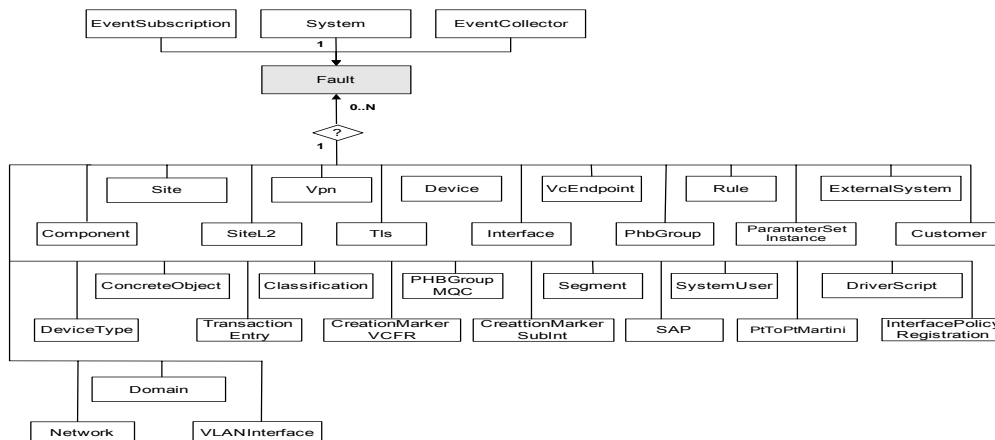 EventSubscription
System
EventCollector
1
Fault
0..N
?
1
Site
Vpn
Device
VcEndpoint
Rule
ExternalSystem
Component
SiteL2
Tls
Interface
PhbGroup
ParameterSet
Instance
Customer
ConcreteObject
Classification
PHBGroup
MQC
Segment
SystemUser
DriverScript
DeviceType
Transaction
Entry
CreationMarker
VCFR
CreattionMarker
SubInt
SAP
PtToPtMartini
InterfacePolicy
Registration
Domain
Network
VLANInterface